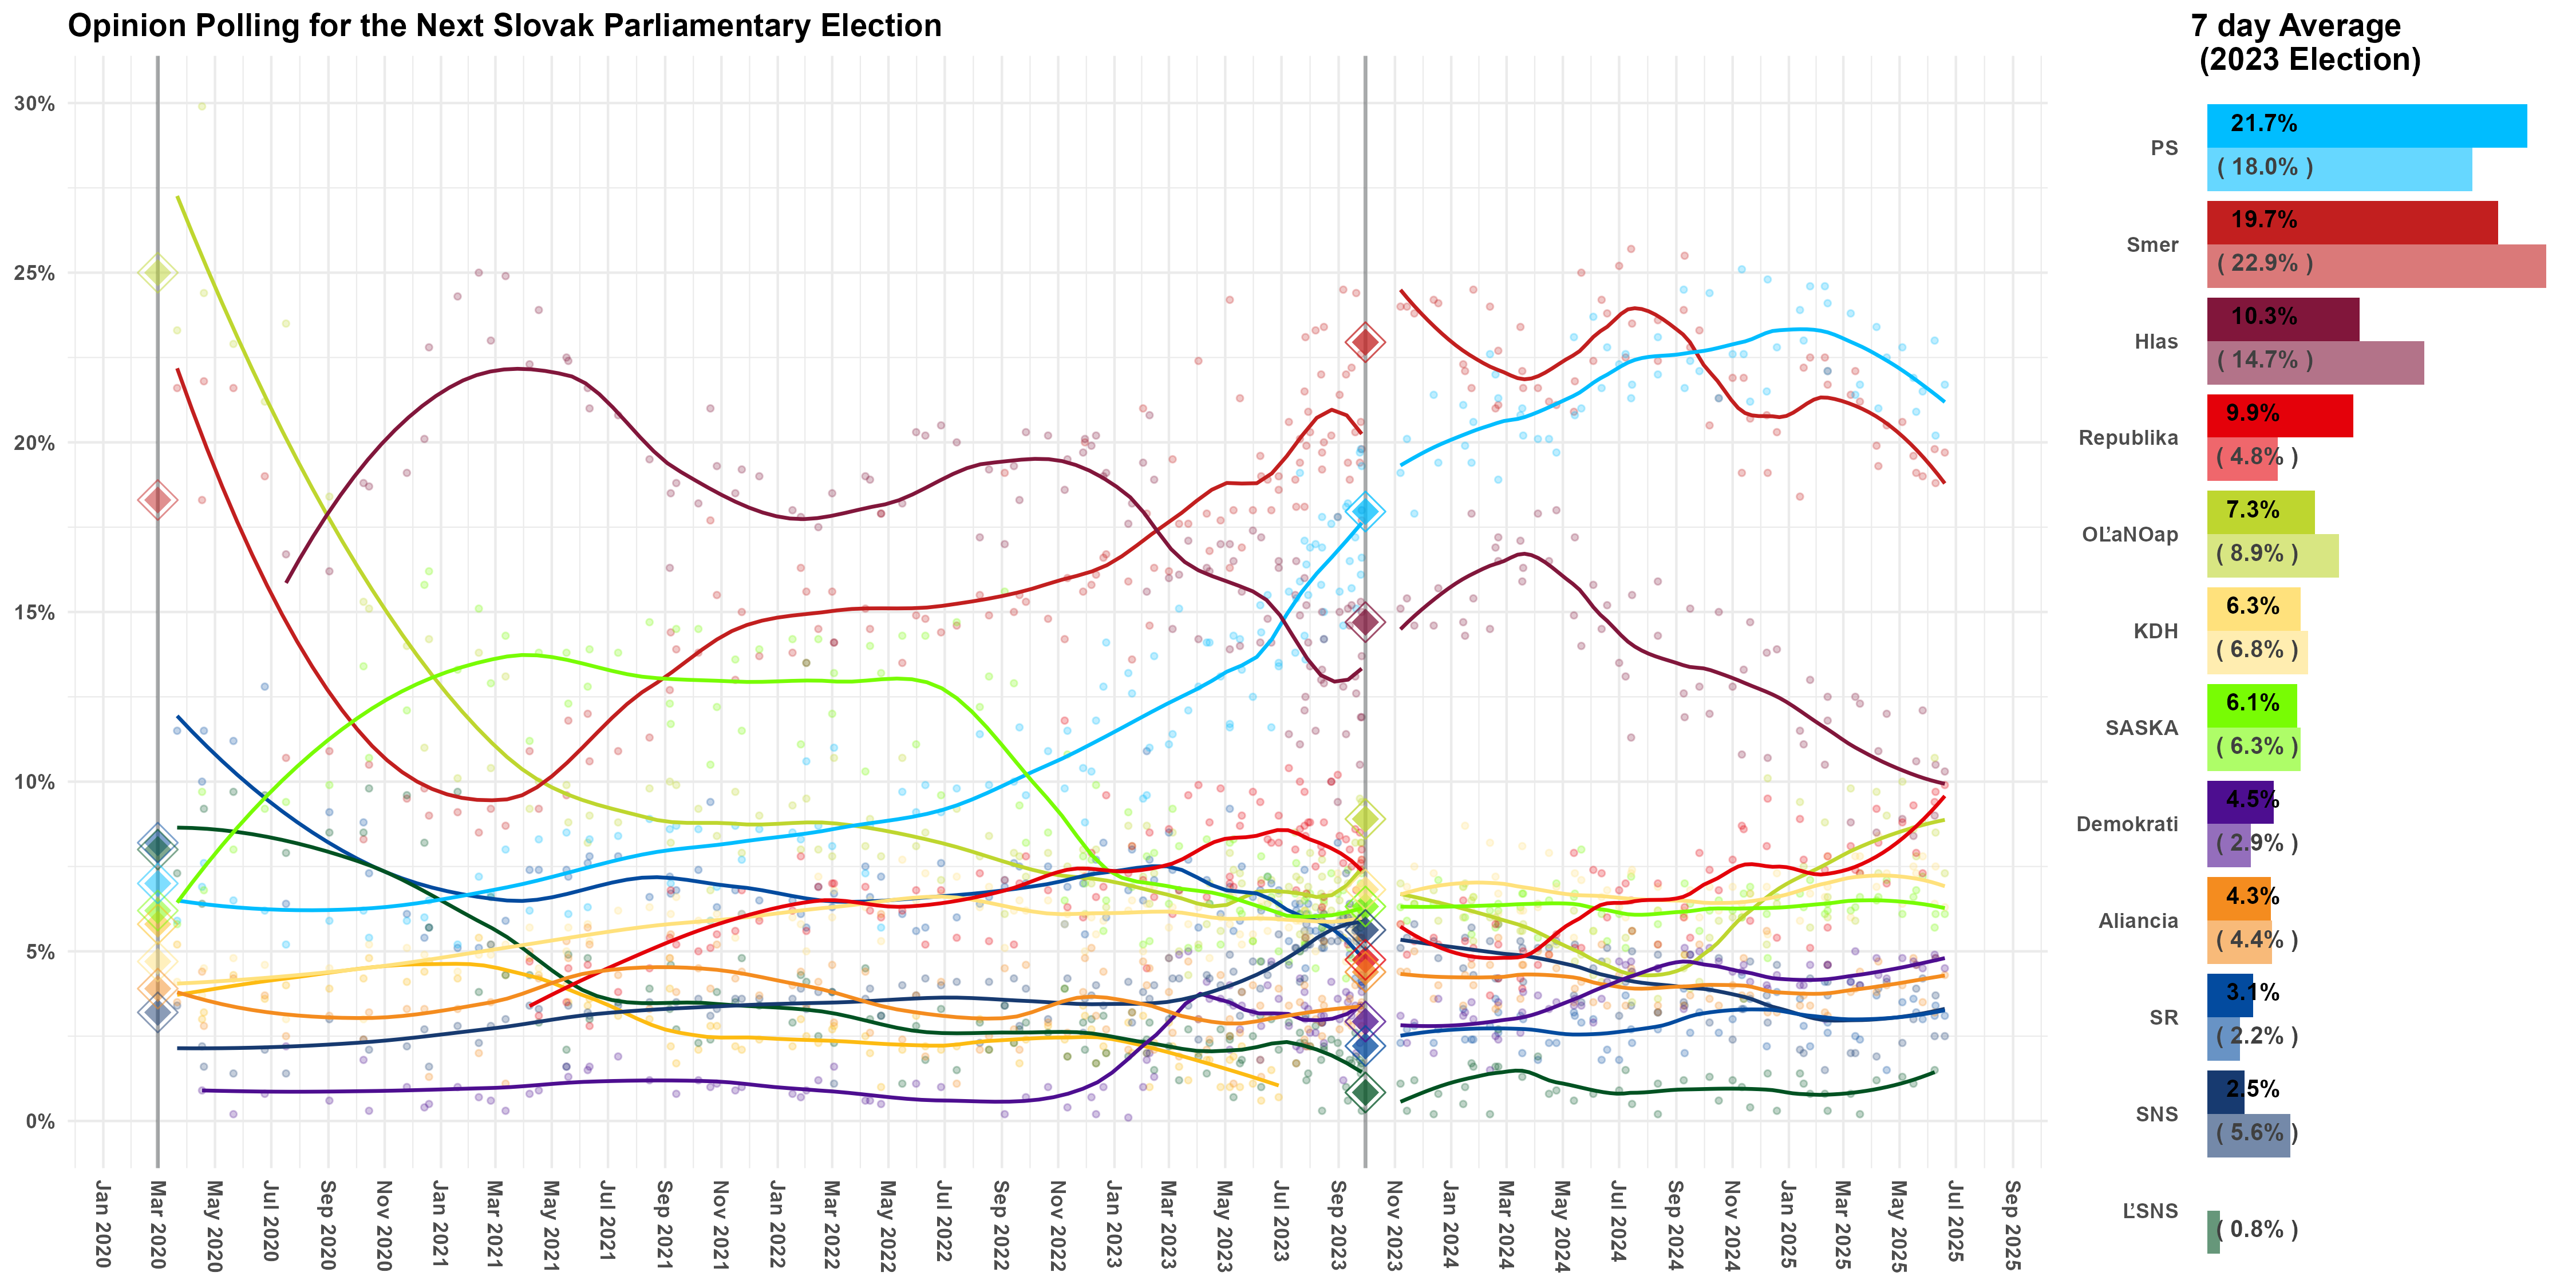 Opinion Polling for the Next Slovak Parliamentary Election
7 day Average
(2023 Election)
30%
25%
20%
15%
10%
5%
0%
Jan 2020
Mar 2020
May 2020
Jul 2020
Sep 2020
Nov 2020
Jan 2021
Mar 2021
May 2021
Jul 2021
Sep 2021
Nov 2021
Jan 2022
Mar 2022
May 2022
Jul 2022
Sep 2022
Nov 2022
Jan 2023
Mar 2023
May 2023
Jul 2023
Sep 2023
Nov 2023
Jan 2024
Mar 2024
May 2024
Jul 2024
Sep 2024
Nov 2024
Jan 2025
Mar 2025
May 2025
Jul 2025
Sep 2025
PS
21.7%
( 18.0% )
Smer
19.7%
( 22.9% )
Hlas
10.3%
( 14.7% )
Republika
9.9%
( 4.8% )
OĽaNOap
7.3%
( 8.9% )
KDH
6.3%
( 6.8% )
SASKA
6.1%
( 6.3% )
Demokrati
4.5%
( 2.9% )
Aliancia
4.3%
( 4.4% )
SR
3.1%
( 2.2% )
SNS
2.5%
( 5.6% )
ĽSNS
( 0.8% )